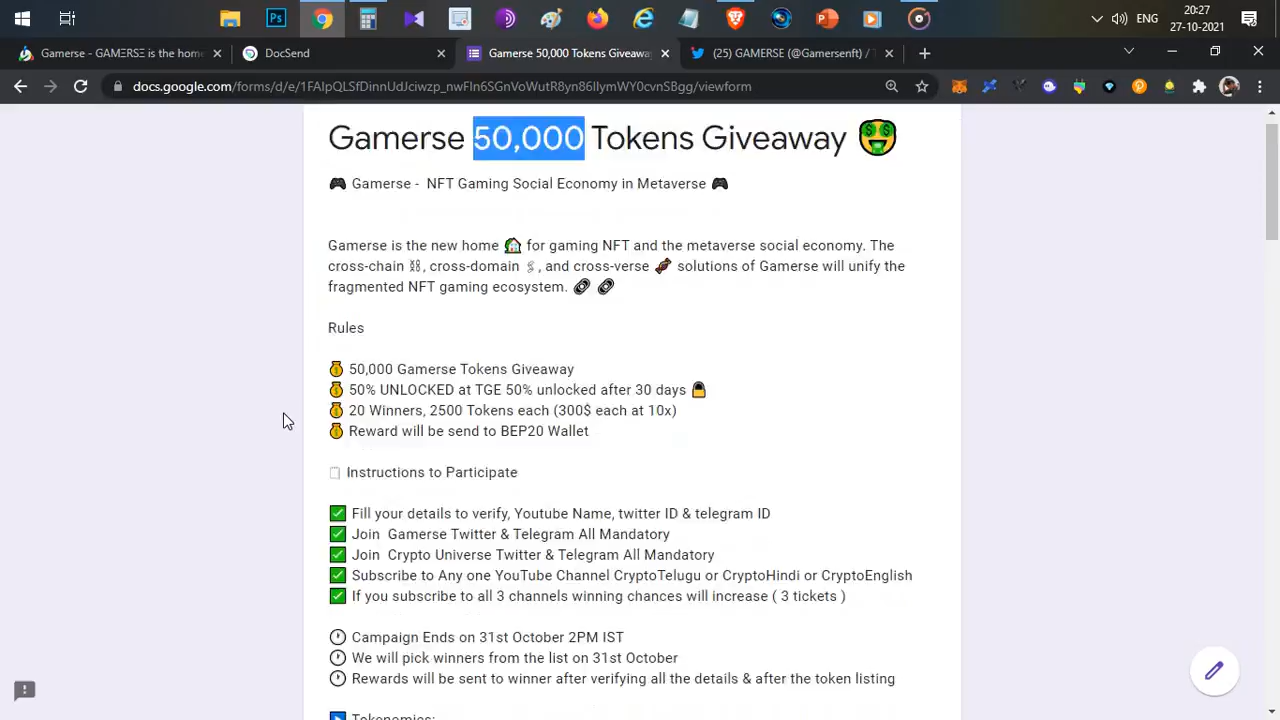 20:27
ENG
27-10-2021
Gamerse - GAMERSE is the home
DocSend
Gamerse 50,000 Tokens Giveaway
(25) GAMERSE (@Gamersenft) / T
docs.google.com/forms/d/e/1FAIpQLSfDinnUdJciwzp_nwFIn6SGnVoWutR8yn86IlymWY0cvnSBgg/viewform
Gamerse 50,000 Tokens Giveaway 🤑
🎮 Gamerse - NFT Gaming Social Economy in Metaverse 🎮
Gamerse is the new home 🏠 for gaming NFT and the metaverse social economy. The
cross-chain ⛓, cross-domain 🖇, and cross-verse 🍬 solutions of Gamerse will unify the
fragmented NFT gaming ecosystem.
Rules
💰 50,000 Gamerse Tokens Giveaway
💰 50% UNLOCKED at TGE 50% unlocked after 30 days 🔒
💰 20 Winners, 2500 Tokens each (300$ each at 10x)
💰 Reward will be send to BEP20 Wallet
📋 Instructions to Participate
✅ Fill your details to verify, Youtube Name, twitter ID & telegram ID
✅ Join Gamerse Twitter & Telegram All Mandatory
✅ Join Crypto Universe Twitter & Telegram All Mandatory
✅ Subscribe to Any one YouTube Channel CryptoTelugu or CryptoHindi or CryptoEnglish
✅ If you subscribe to all 3 channels winning chances will increase ( 3 tickets )
🕐 Campaign Ends on 31st October 2PM IST
🕐 We will pick winners from the list on 31st October
🕐 Rewards will be sent to winner after verifying all the details & after the token listing
▶ Tokenomics: